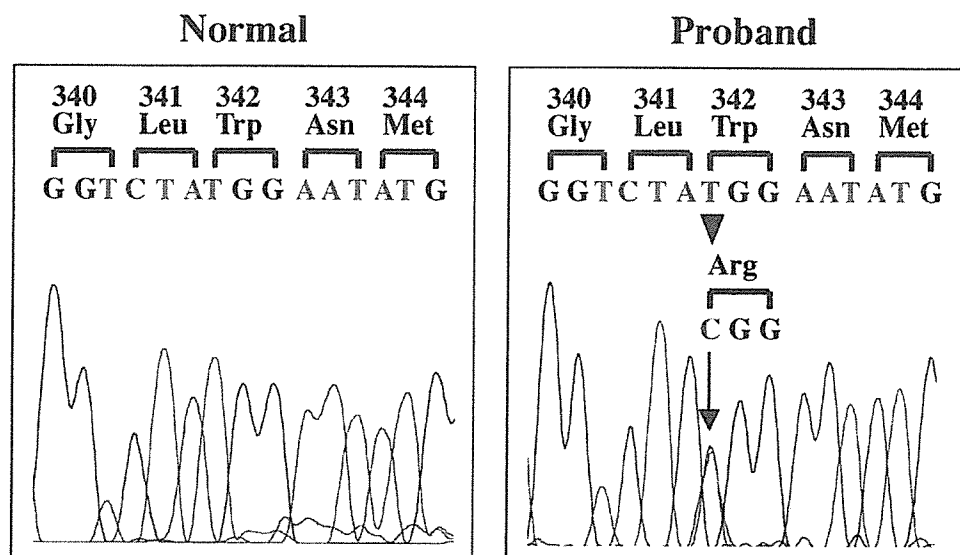 Normal
340 341 342 343 344
Gly Leu Trp Asn Met
G G T C T A T G G A A T A T G
Proband
340 341 342 343 344
Gly Leu Trp Asn Met
G G T C T A T G G A A T A T G
Arg
C G G